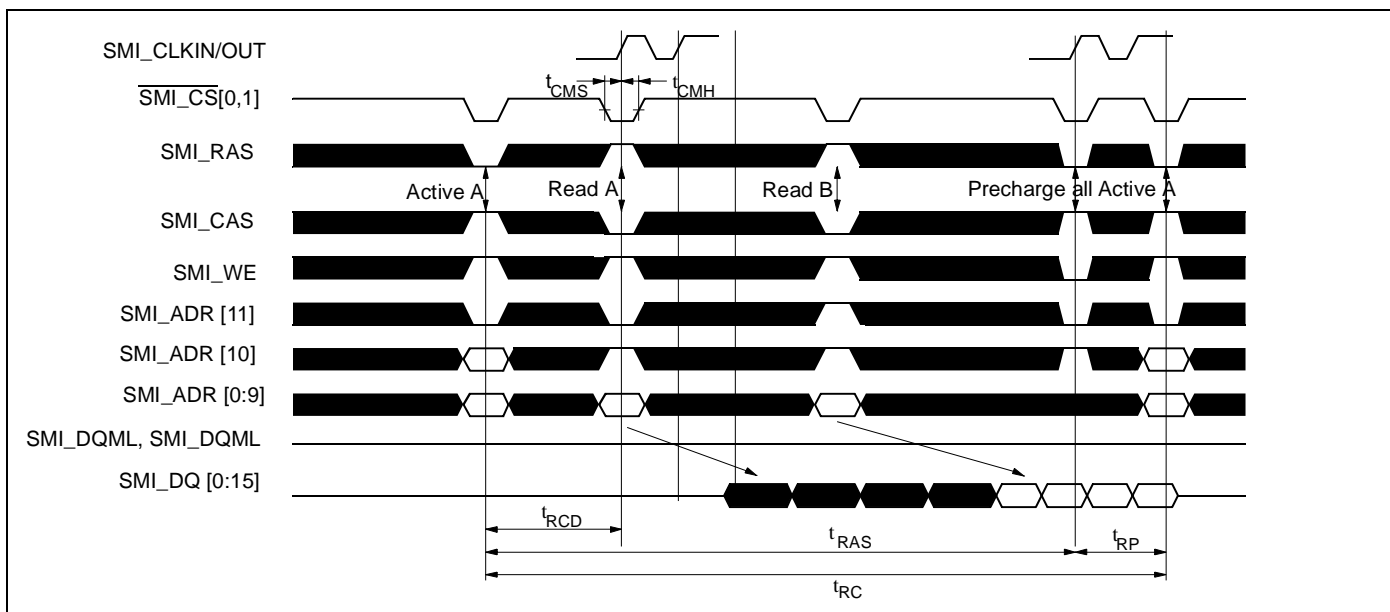 SMI_CLKIN/OUT
tCMS
tCMH
SMI_CS[0,1]
SMI_RAS
Active A
Read A
Read B
Precharge all Active A
SMI_CAS
SMI_WE
SMI_ADR [11]
SMI_ADR [10]
SMI_ADR [0:9]
SMI_DQML, SMI_DQML
SMI_DQ [0:15]
tRCD
tRAS
tRP
tRC